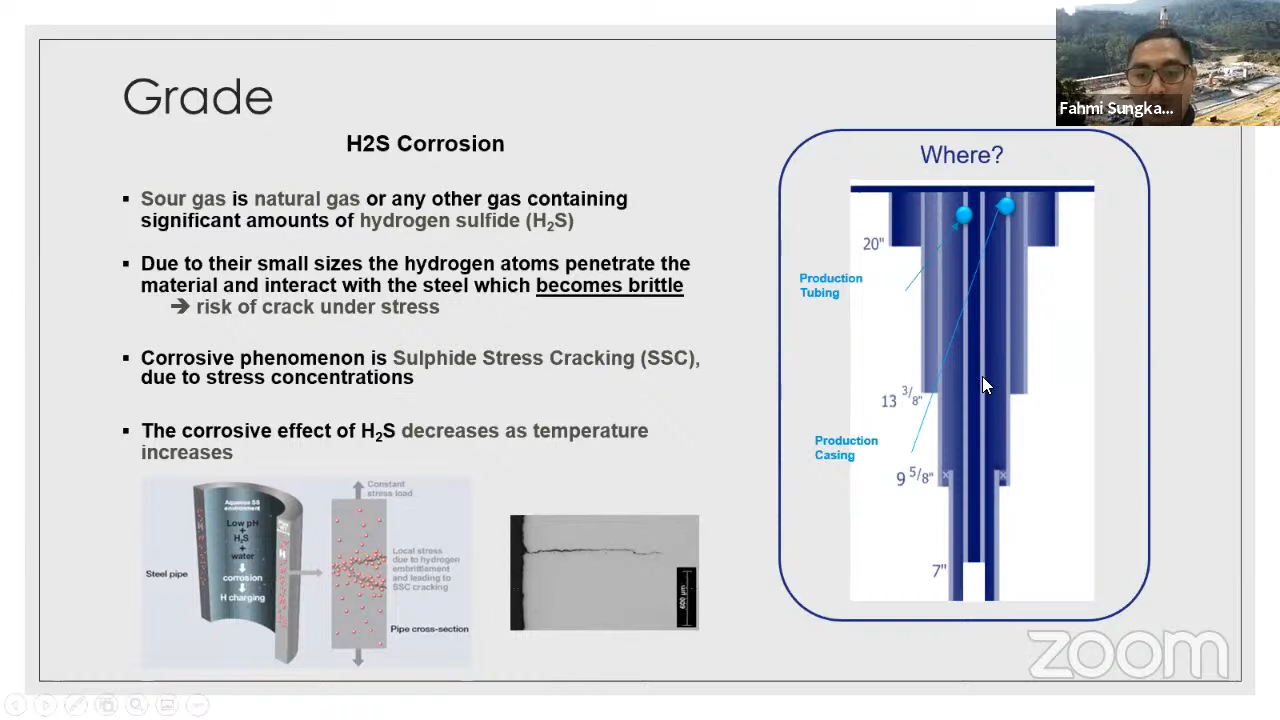 Fahmi Sungka...
Grade
H2S Corrosion
▪ Sour gas is natural gas or any other gas containing
significant amounts of hydrogen sulfide (H₂S)
▪ Due to their small sizes the hydrogen atoms penetrate the
material and interact with the steel which becomes brittle
➔ risk of crack under stress
▪ Corrosive phenomenon is Sulphide Stress Cracking (SSC),
due to stress concentrations
▪ The corrosive effect of H₂S decreases as temperature
increases
Aqueous SS
environment
Low pH
+
H₂S
+
water
corrosion
H charging
Steel pipe
H
Constant
stress load
Local stress
due to hydrogen
embrittlement
and leading to
SSC cracking
Pipe cross-section
600 µm
Where?
20"
Production
Tubing
13 3/8"
Production
Casing
9 5/8"
7"
zoom